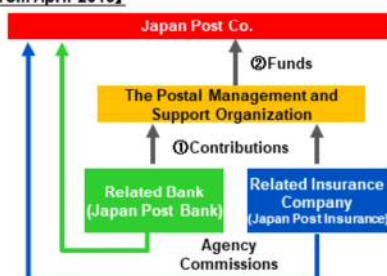 Japan Post Co.
②Funds
The Postal Management and
Support Organization
①Contributions
Related Bank
(Japan Post Bank)
Related Insurance
Company
(Japan Post Insurance)
Agency
Commissions